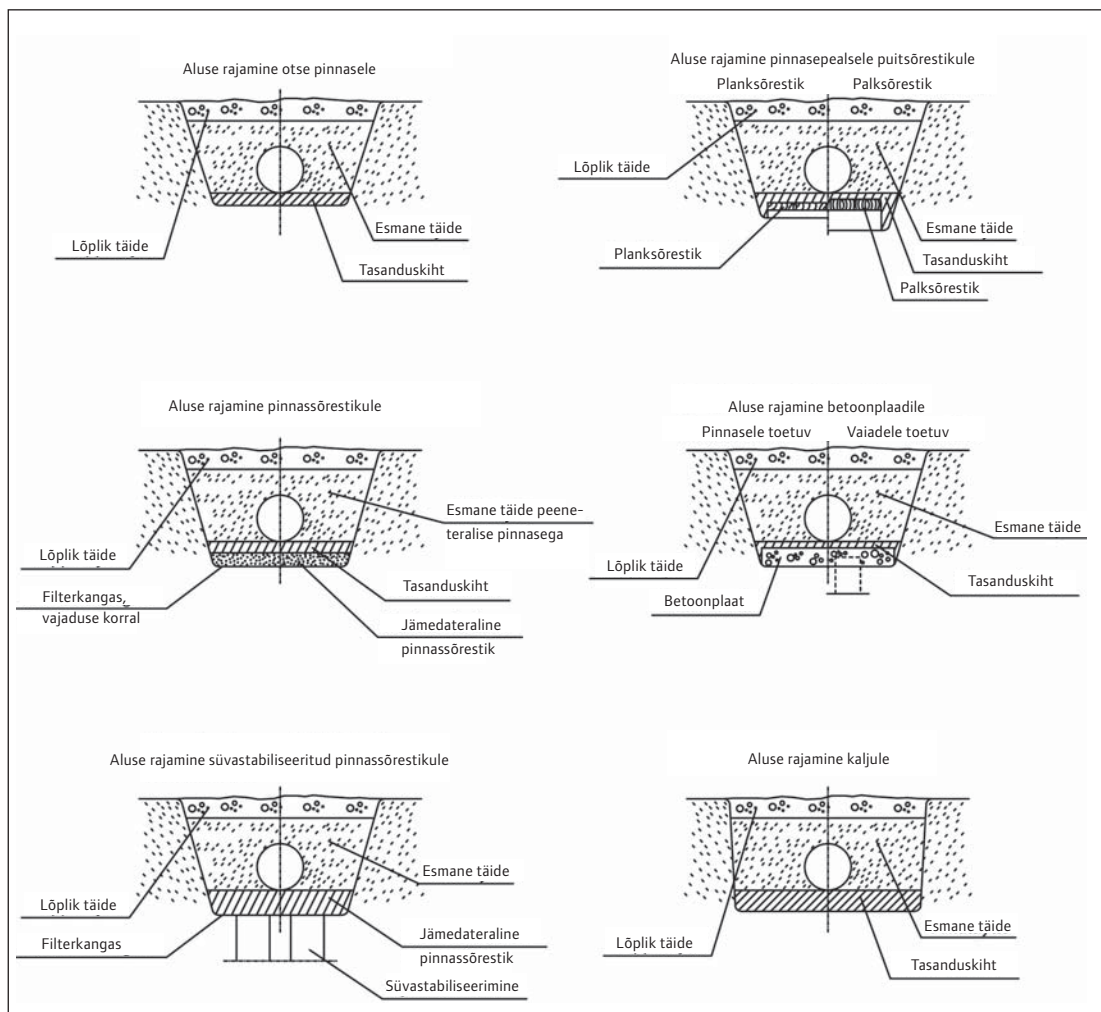 Aluse rajamine otse pinnasele
Lõplik täide
Esmane täide
Tasanduskiht
Aluse rajamine pinnasepealsele puitsõrestikule
Planksõrestik
Palksõrestik
Lõplik täide
Esmane täide
Planksõrestik
Tasanduskiht
Palksõrestik
Aluse rajamine pinnassõrestikule
Esmane täide peene-
teralise pinnasega
Lõplik täide
Tasanduskiht
Filterkangas,
vajaduse korral
Jämedateraline
pinnassõrestik
Aluse rajamine betoonplaadile
Pinnasele toetuv
Vaiadele toetuv
Esmane täide
Lõplik täide
Tasanduskiht
Betoonplaat
Aluse rajamine süvastabiliseeritud pinnassõrestikule
Esmane täide
Lõplik täide
Filterkangas
Jämedateraline
pinnassõrestik
Süvastabiliseerimine
Aluse rajamine kaljule
Esmane täide
Lõplik täide
Tasanduskiht